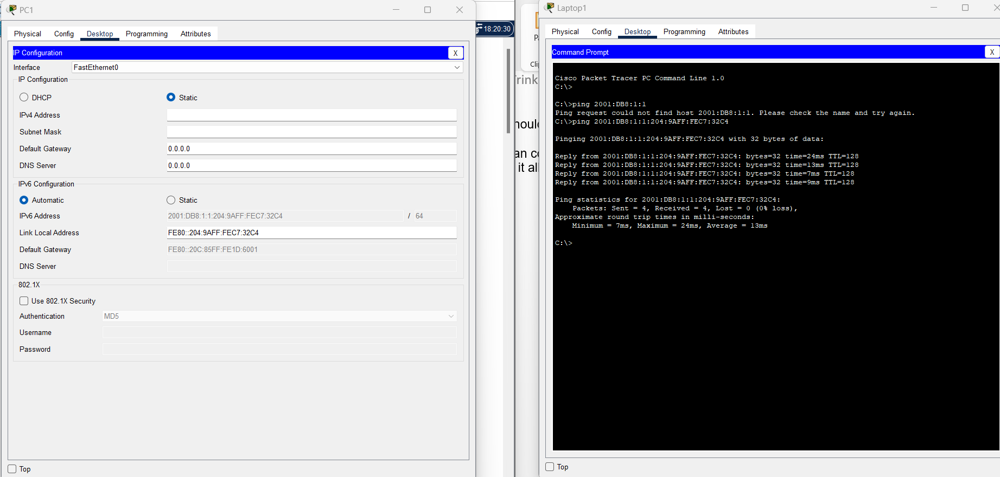 PC1
Physical Config Desktop Programming Attributes
IP Configuration X
Interface FastEthernet0
IP Configuration
DHCP Static
IPv4 Address
Subnet Mask
Default Gateway 0.0.0.0
DNS Server 0.0.0.0
IPv6 Configuration
Automatic Static
IPv6 Address 2001:DB8:1:1:204:9AFF:FEC7:32C4 / 64
Link Local Address FE80::204:9AFF:FEC7:32C4
Default Gateway FE80::20C:85FF:FE1D:6001
DNS Server
802.1X
Use 802.1X Security
Authentication MD5
Username
Password
Top
18:20:30
Laptop1
Physical Config Desktop Programming Attributes
Command Prompt X
Cisco Packet Tracer PC Command Line 1.0
C:\>
C:\>ping 2001:DB8:1:1
Ping request could not find host 2001:DB8:1:1. Please check the name and try again.
C:\>ping 2001:DB8:1:1:204:9AFF:FEC7:32C4
Pinging 2001:DB8:1:1:204:9AFF:FEC7:32C4 with 32 bytes of data:
Reply from 2001:DB8:1:1:204:9AFF:FEC7:32C4: bytes=32 time=24ms TTL=128
Reply from 2001:DB8:1:1:204:9AFF:FEC7:32C4: bytes=32 time=13ms TTL=128
Reply from 2001:DB8:1:1:204:9AFF:FEC7:32C4: bytes=32 time=7ms TTL=128
Reply from 2001:DB8:1:1:204:9AFF:FEC7:32C4: bytes=32 time=9ms TTL=128
Ping statistics for 2001:DB8:1:1:204:9AFF:FEC7:32C4:
Packets: Sent = 4, Received = 4, Lost = 0 (0% loss),
Approximate round trip times in milli-seconds:
Minimum = 7ms, Maximum = 24ms, Average = 13ms
C:\>
Top